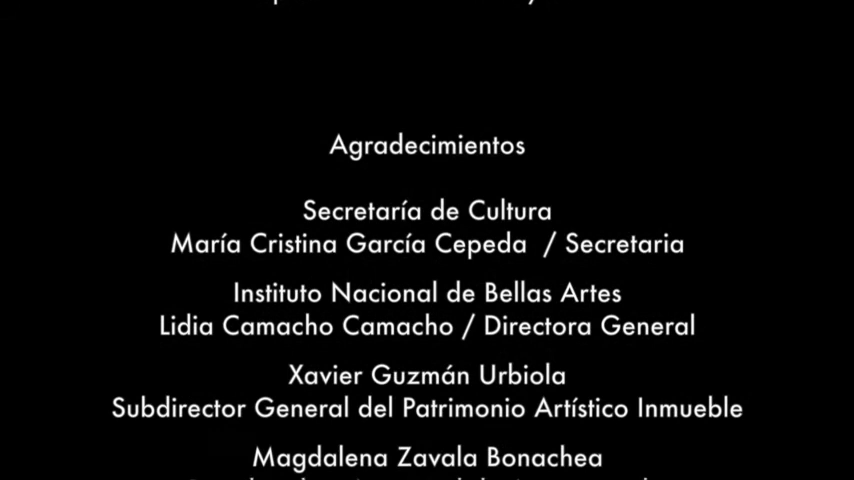 Agradecimientos
Secretaría de Cultura
María Cristina García Cepeda / Secretaria
Instituto Nacional de Bellas Artes
Lidia Camacho Camacho / Directora General
Xavier Guzmán Urbiola
Subdirector General del Patrimonio Artístico Inmueble
Magdalena Zavala Bonachea